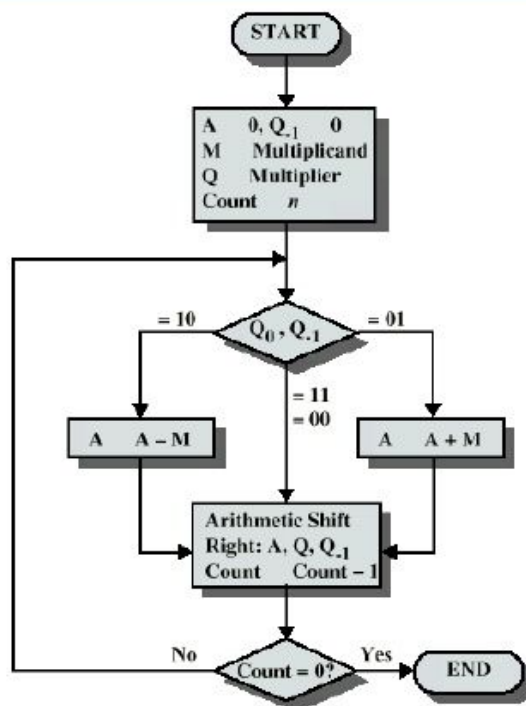 START
A 0, Q₋₁ 0
M Multiplicand
Q Multiplier
Count n
= 10
Q₀, Q₋₁
= 01
= 11
= 00
A A – M
A A + M
Arithmetic Shift
Right: A, Q, Q₋₁
Count Count – 1
No
Count = 0?
Yes
END